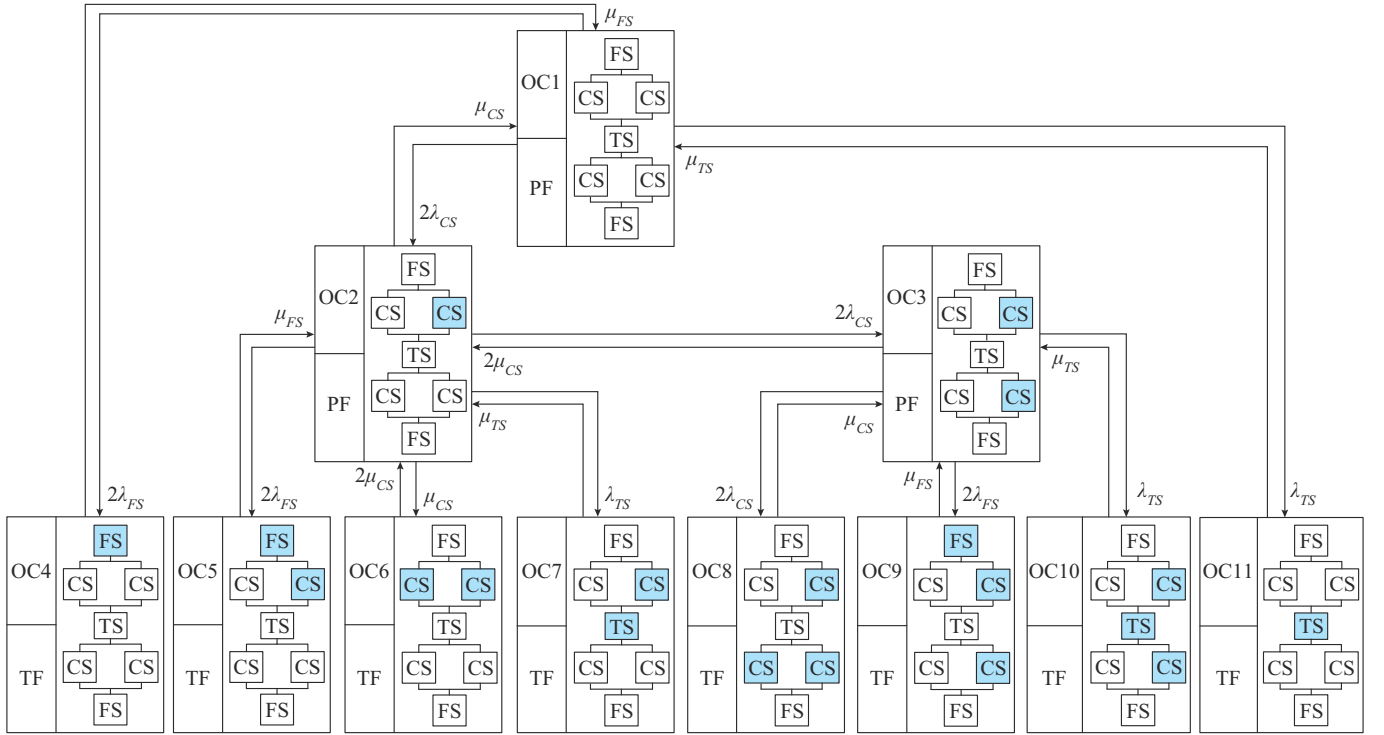 μFS
OC1
PF
FS
CS CS
TS
CS CS
FS
μCS
μTS
2λCS
OC2
PF
FS
CS CS
TS
CS CS
FS
OC3
PF
FS
CS CS
TS
CS CS
FS
μFS
2λCS
2μCS
μTS
μTS
μCS
2λFS
2λFS
2μCS
μCS
λTS
2λCS
μFS
2λFS
λTS
λTS
OC4
TF
FS
CS CS
TS
CS CS
FS
OC5
TF
FS
CS CS
TS
CS CS
FS
OC6
TF
FS
CS CS
TS
CS CS
FS
OC7
TF
FS
CS CS
TS
CS CS
FS
OC8
TF
FS
CS CS
TS
CS CS
FS
OC9
TF
FS
CS CS
TS
CS CS
FS
OC10
TF
FS
CS CS
TS
CS CS
FS
OC11
TF
FS
CS CS
TS
CS CS
FS